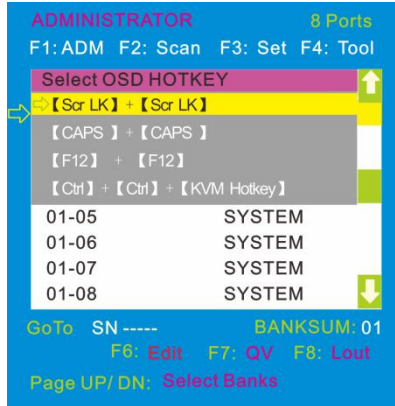 ADMINISTRATOR 8 Ports
F1: ADM F2: Scan F3: Set F4: Tool
Select OSD HOTKEY
【Scr LK】 + 【Scr LK】
【CAPS 】 + 【CAPS 】
【F12】 + 【F12】
【Ctrl】 + 【Ctrl】 + 【KVM Hotkey】
01-05 SYSTEM
01-06 SYSTEM
01-07 SYSTEM
01-08 SYSTEM
GoTo SN ----- BANKSUM: 01
F6: Edit F7: QV F8: Lout
Page UP/ DN: Select Banks